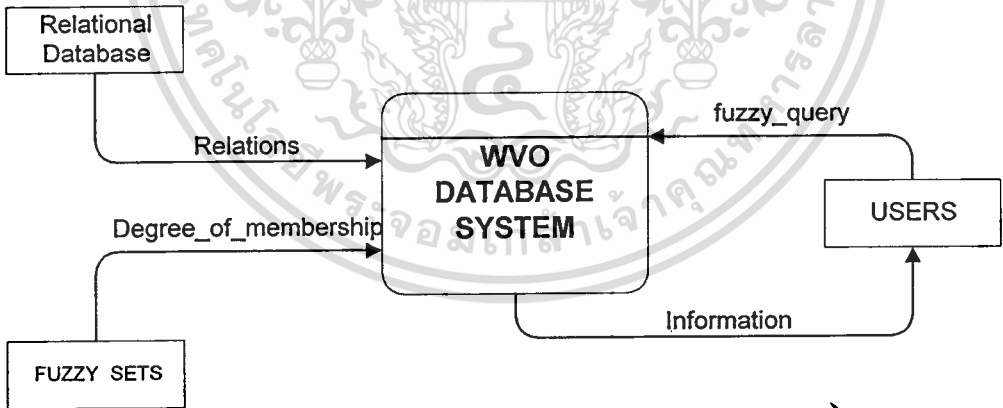 Relational
Database
Relations
fuzzy_query
WVO
DATABASE
SYSTEM
USERS
Degree_of_membership
Information
FUZZY SETS